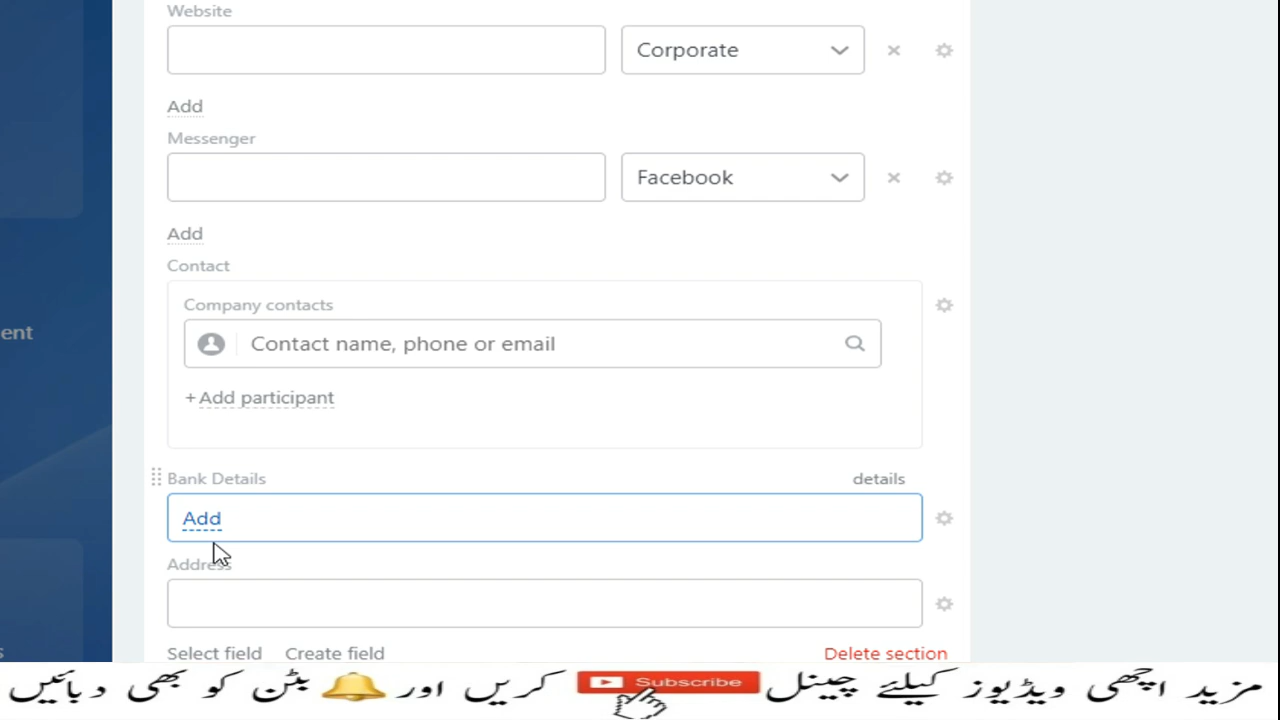 Website
Corporate
Add
Messenger
Facebook
Add
Contact
Company contacts
Contact name, phone or email
+ Add participant
ent
Bank Details details
Add
Address
Select field Create field Delete section
s
مزید اچھی ویڈیوز کیلئے چینل Subscribe کریں اور بٹن کو بھی دبائیں